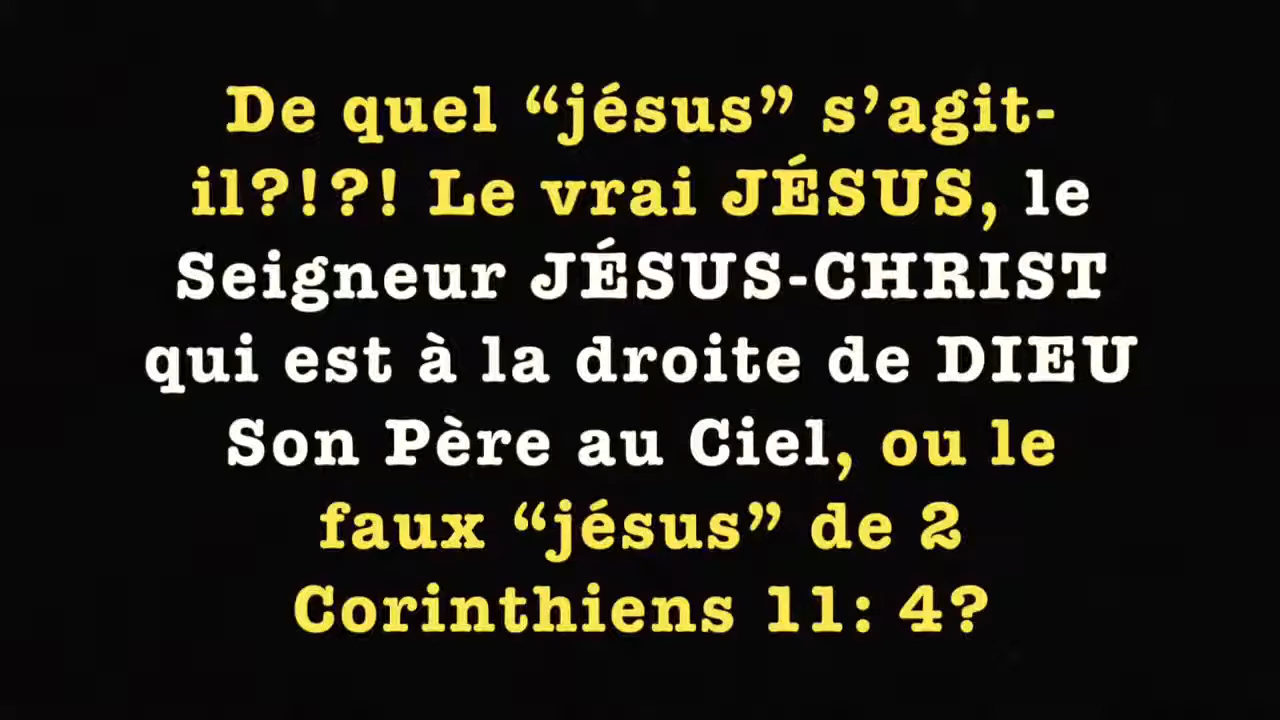 De quel “jésus” s’agit-
il?!?! Le vrai JÉSUS, le
Seigneur JÉSUS-CHRIST
qui est à la droite de DIEU
Son Père au Ciel, ou le
faux “jésus” de 2
Corinthiens 11: 4?